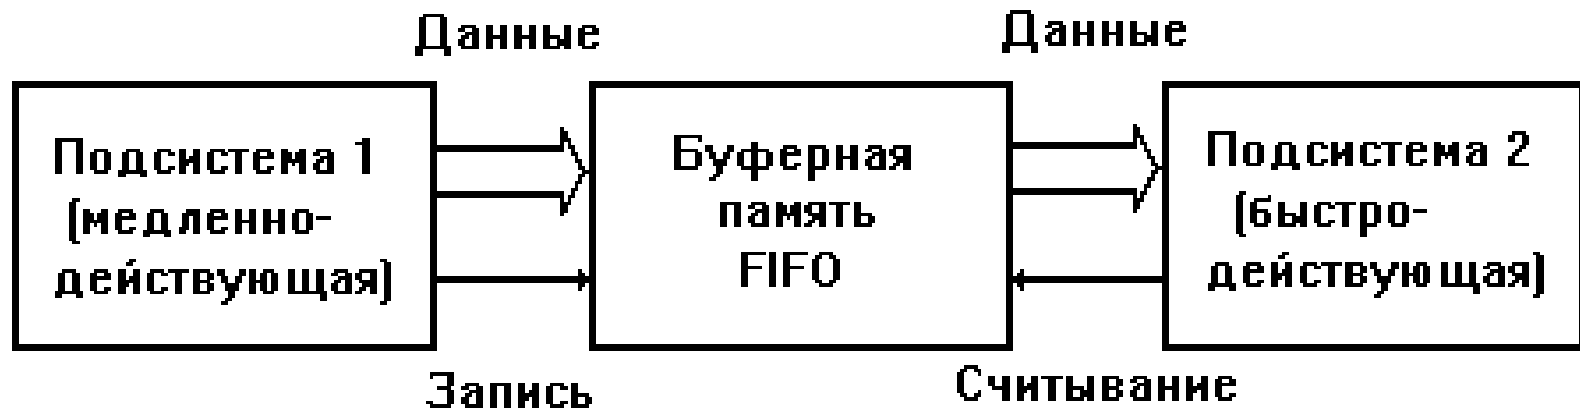 Данные
Данные
Подсистема 1
(медленно-
действующая)
Буферная
память
FIFO
Подсистема 2
(быстро-
действующая)
Запись
Считывание